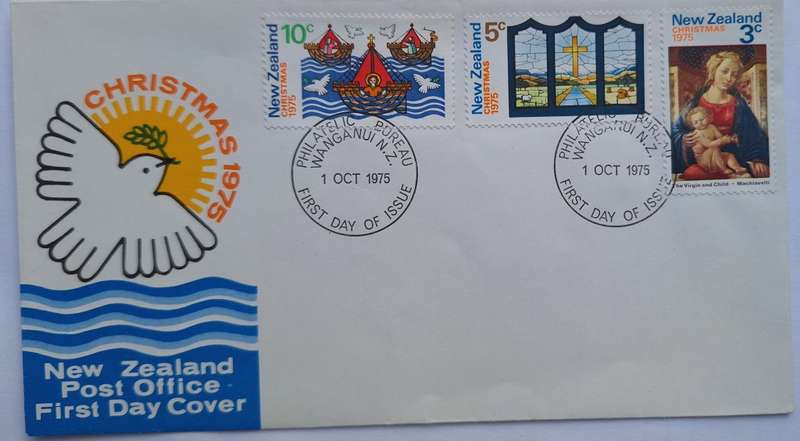 CHRISTMAS 1975
New Zealand
Post Office
First Day Cover
10c
New Zealand
CHRISTMAS
1975
5c
New Zealand
CHRISTMAS
1975
New Zealand
CHRISTMAS
1975
3c
The Virgin and Child - Machiavelli
PHILATELIC BUREAU
WANGANUI N.Z.
1 OCT 1975
FIRST DAY OF ISSUE
PHILATELIC BUREAU
WANGANUI N.Z.
1 OCT 1975
FIRST DAY OF ISSUE